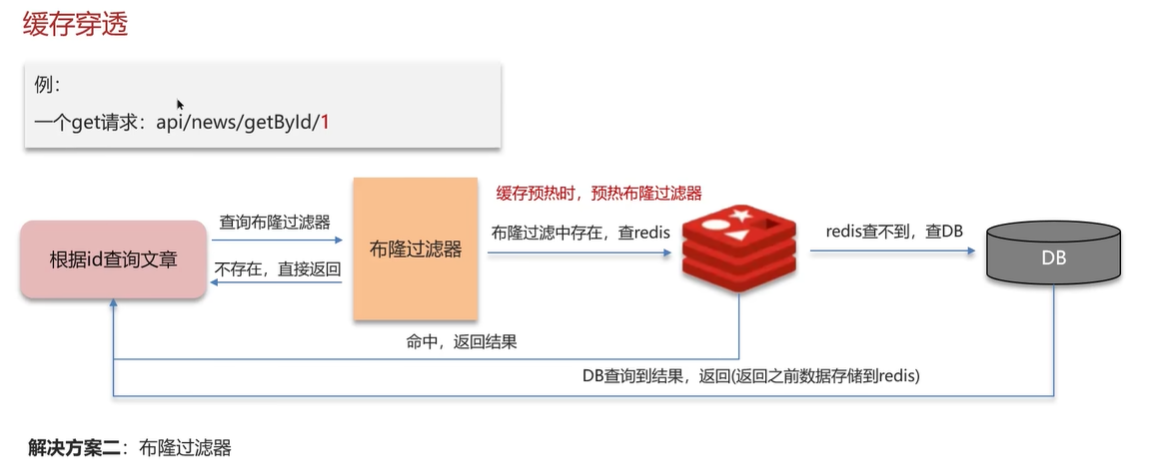 缓存穿透
例：
一个get请求：api/news/getById/1
缓存预热时，预热布隆过滤器
查询布隆过滤器
布隆过滤中存在，查redis
redis查不到，查DB
根据id查询文章
布隆过滤器
DB
不存在，直接返回
命中，返回结果
DB查询到结果，返回(返回之前数据存储到redis)
解决方案二：布隆过滤器